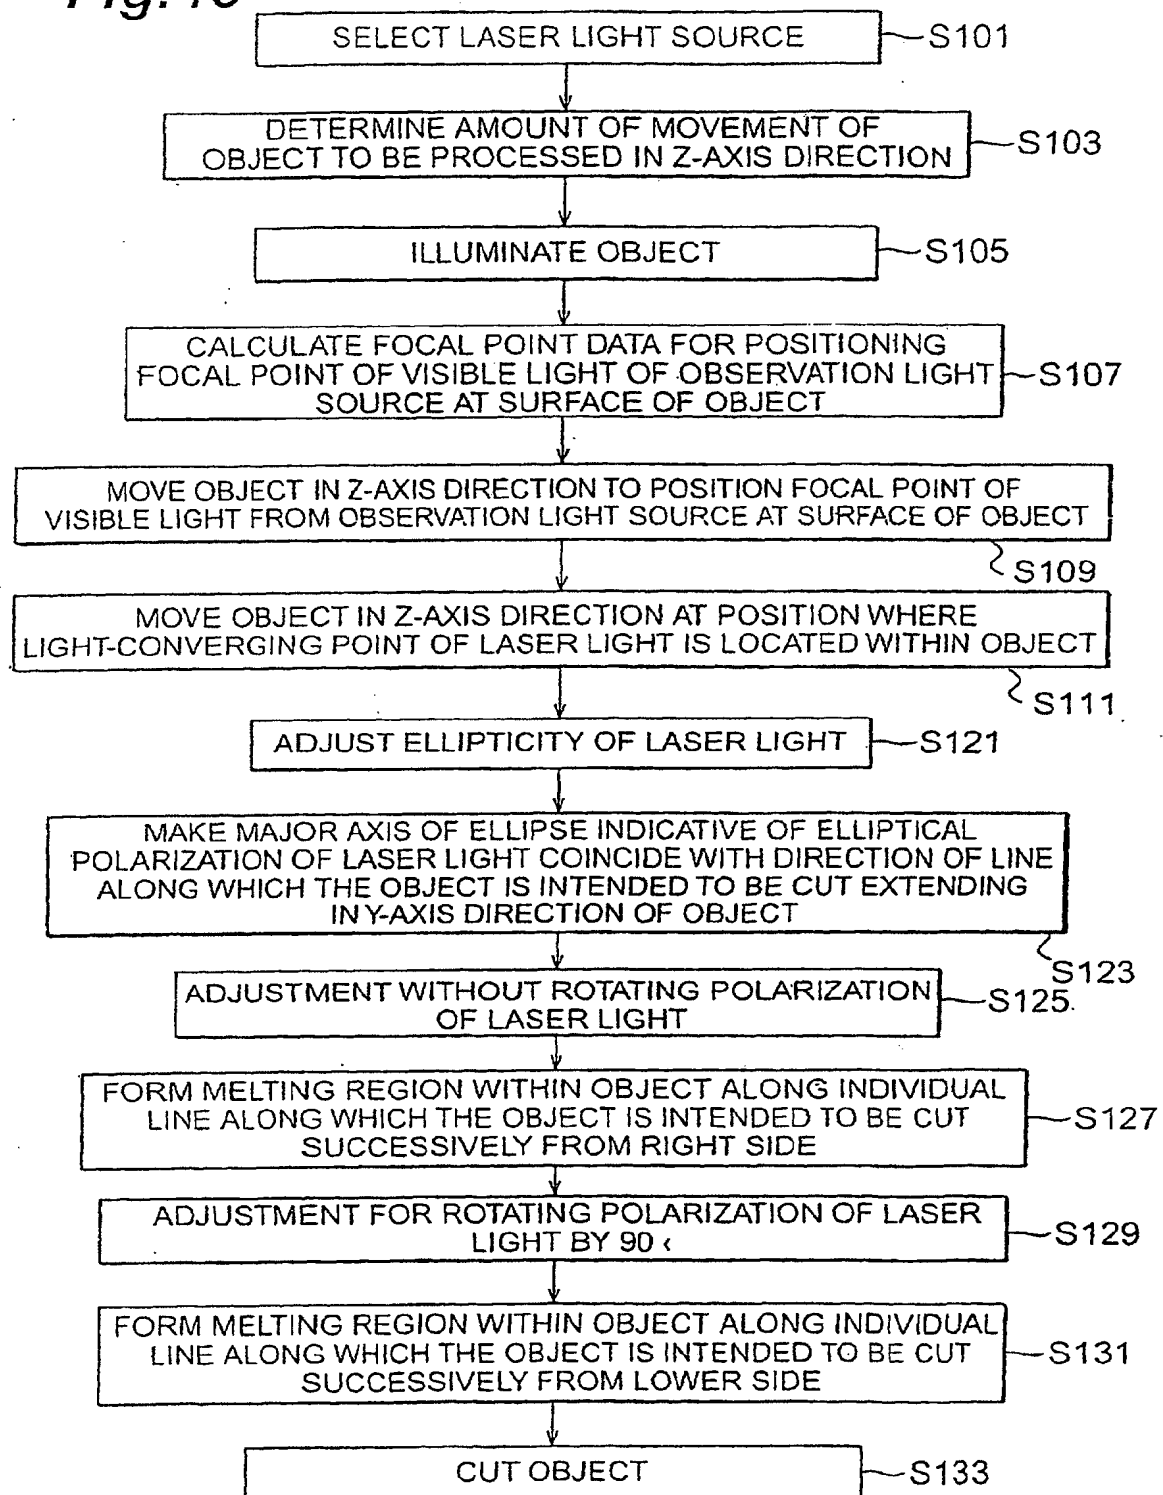 SELECT LASER LIGHT SOURCE
S101
DETERMINE AMOUNT OF MOVEMENT OF
OBJECT TO BE PROCESSED IN Z-AXIS DIRECTION
S103
ILLUMINATE OBJECT
S105
CALCULATE FOCAL POINT DATA FOR POSITIONING
FOCAL POINT OF VISIBLE LIGHT OF OBSERVATION LIGHT
SOURCE AT SURFACE OF OBJECT
S107
MOVE OBJECT IN Z-AXIS DIRECTION TO POSITION FOCAL POINT OF
VISIBLE LIGHT FROM OBSERVATION LIGHT SOURCE AT SURFACE OF OBJECT
S109
MOVE OBJECT IN Z-AXIS DIRECTION AT POSITION WHERE
LIGHT-CONVERGING POINT OF LASER LIGHT IS LOCATED WITHIN OBJECT
S111
ADJUST ELLIPTICITY OF LASER LIGHT
S121
MAKE MAJOR AXIS OF ELLIPSE INDICATIVE OF ELLIPTICAL
POLARIZATION OF LASER LIGHT COINCIDE WITH DIRECTION OF LINE
ALONG WHICH THE OBJECT IS INTENDED TO BE CUT EXTENDING
IN Y-AXIS DIRECTION OF OBJECT
S123
ADJUSTMENT WITHOUT ROTATING POLARIZATION
OF LASER LIGHT
S125
FORM MELTING REGION WITHIN OBJECT ALONG INDIVIDUAL
LINE ALONG WHICH THE OBJECT IS INTENDED TO BE CUT
SUCCESSIVELY FROM RIGHT SIDE
S127
ADJUSTMENT FOR ROTATING POLARIZATION OF LASER
LIGHT BY 90 ‹
S129
FORM MELTING REGION WITHIN OBJECT ALONG INDIVIDUAL
LINE ALONG WHICH THE OBJECT IS INTENDED TO BE CUT
SUCCESSIVELY FROM LOWER SIDE
S131
CUT OBJECT
S133